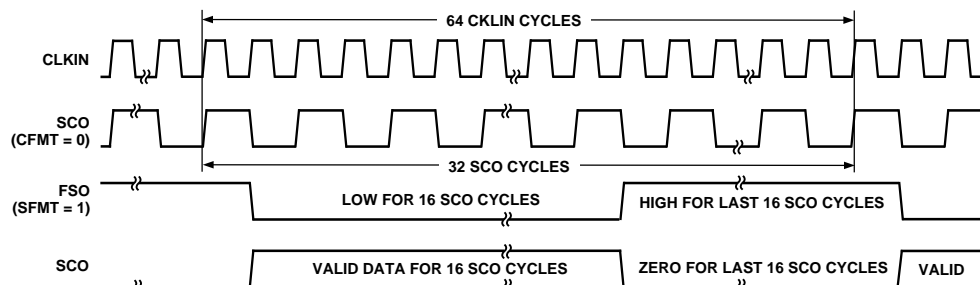 64 CKLIN CYCLES
CLKIN
SCO
(CFMT = 0)
32 SCO CYCLES
FSO
(SFMT = 1)
LOW FOR 16 SCO CYCLES
HIGH FOR LAST 16 SCO CYCLES
SCO
VALID DATA FOR 16 SCO CYCLES
ZERO FOR LAST 16 SCO CYCLES
VALID